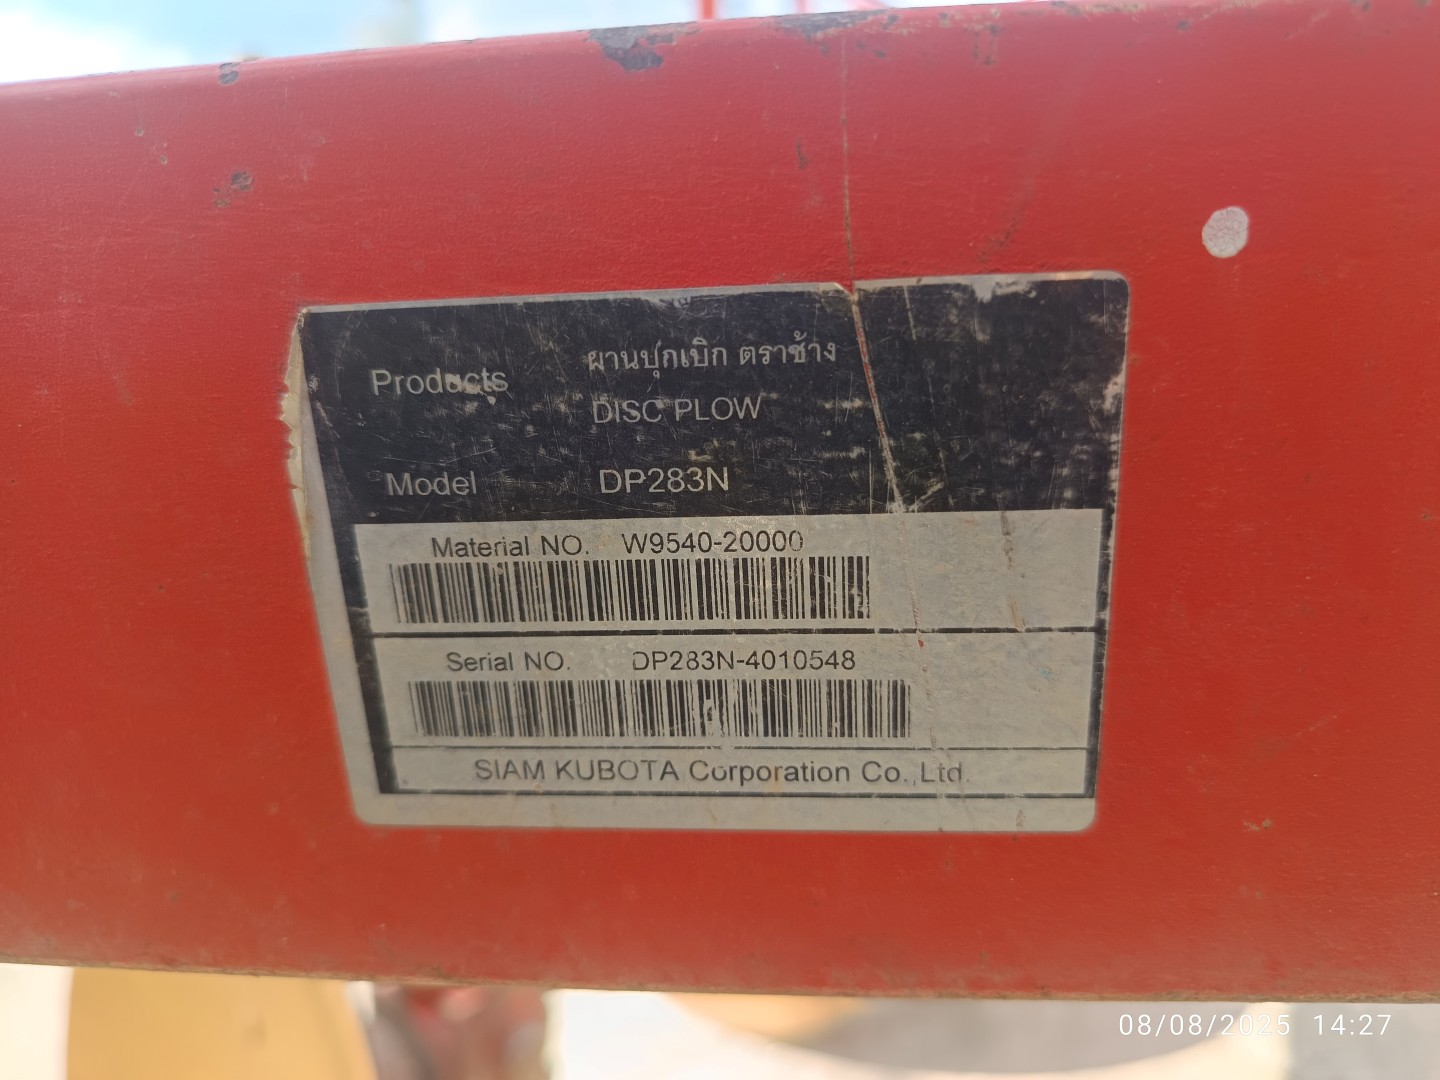 Products ผานบุกเบิก ตราช้าง
DISC PLOW
Model DP283N
Material NO. W9540-20000
Serial NO. DP283N-4010548
SIAM KUBOTA Corporation Co.,Ltd.
08/08/2025 14:27